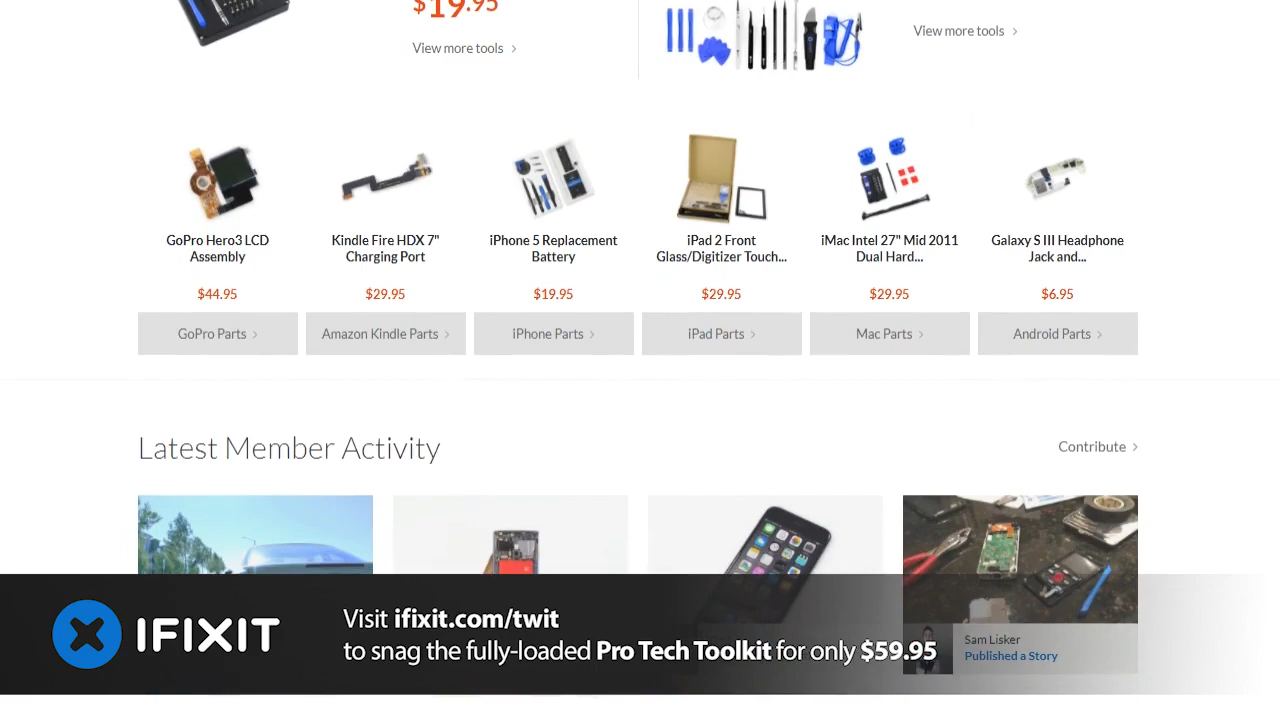 $19.95
View more tools
View more tools
GoPro Hero3 LCD
Assembly
$44.95
GoPro Parts
Kindle Fire HDX 7"
Charging Port
$29.95
Amazon Kindle Parts
iPhone 5 Replacement
Battery
$19.95
iPhone Parts
iPad 2 Front
Glass/Digitizer Touch...
$29.95
iPad Parts
iMac Intel 27" Mid 2011
Dual Hard...
$29.95
Mac Parts
Galaxy S III Headphone
Jack and...
$6.95
Android Parts
Latest Member Activity
Contribute
Sam Lisker
Published a Story
IFIXIT
Visit ifixit.com/twit
to snag the fully-loaded Pro Tech Toolkit for only $59.95